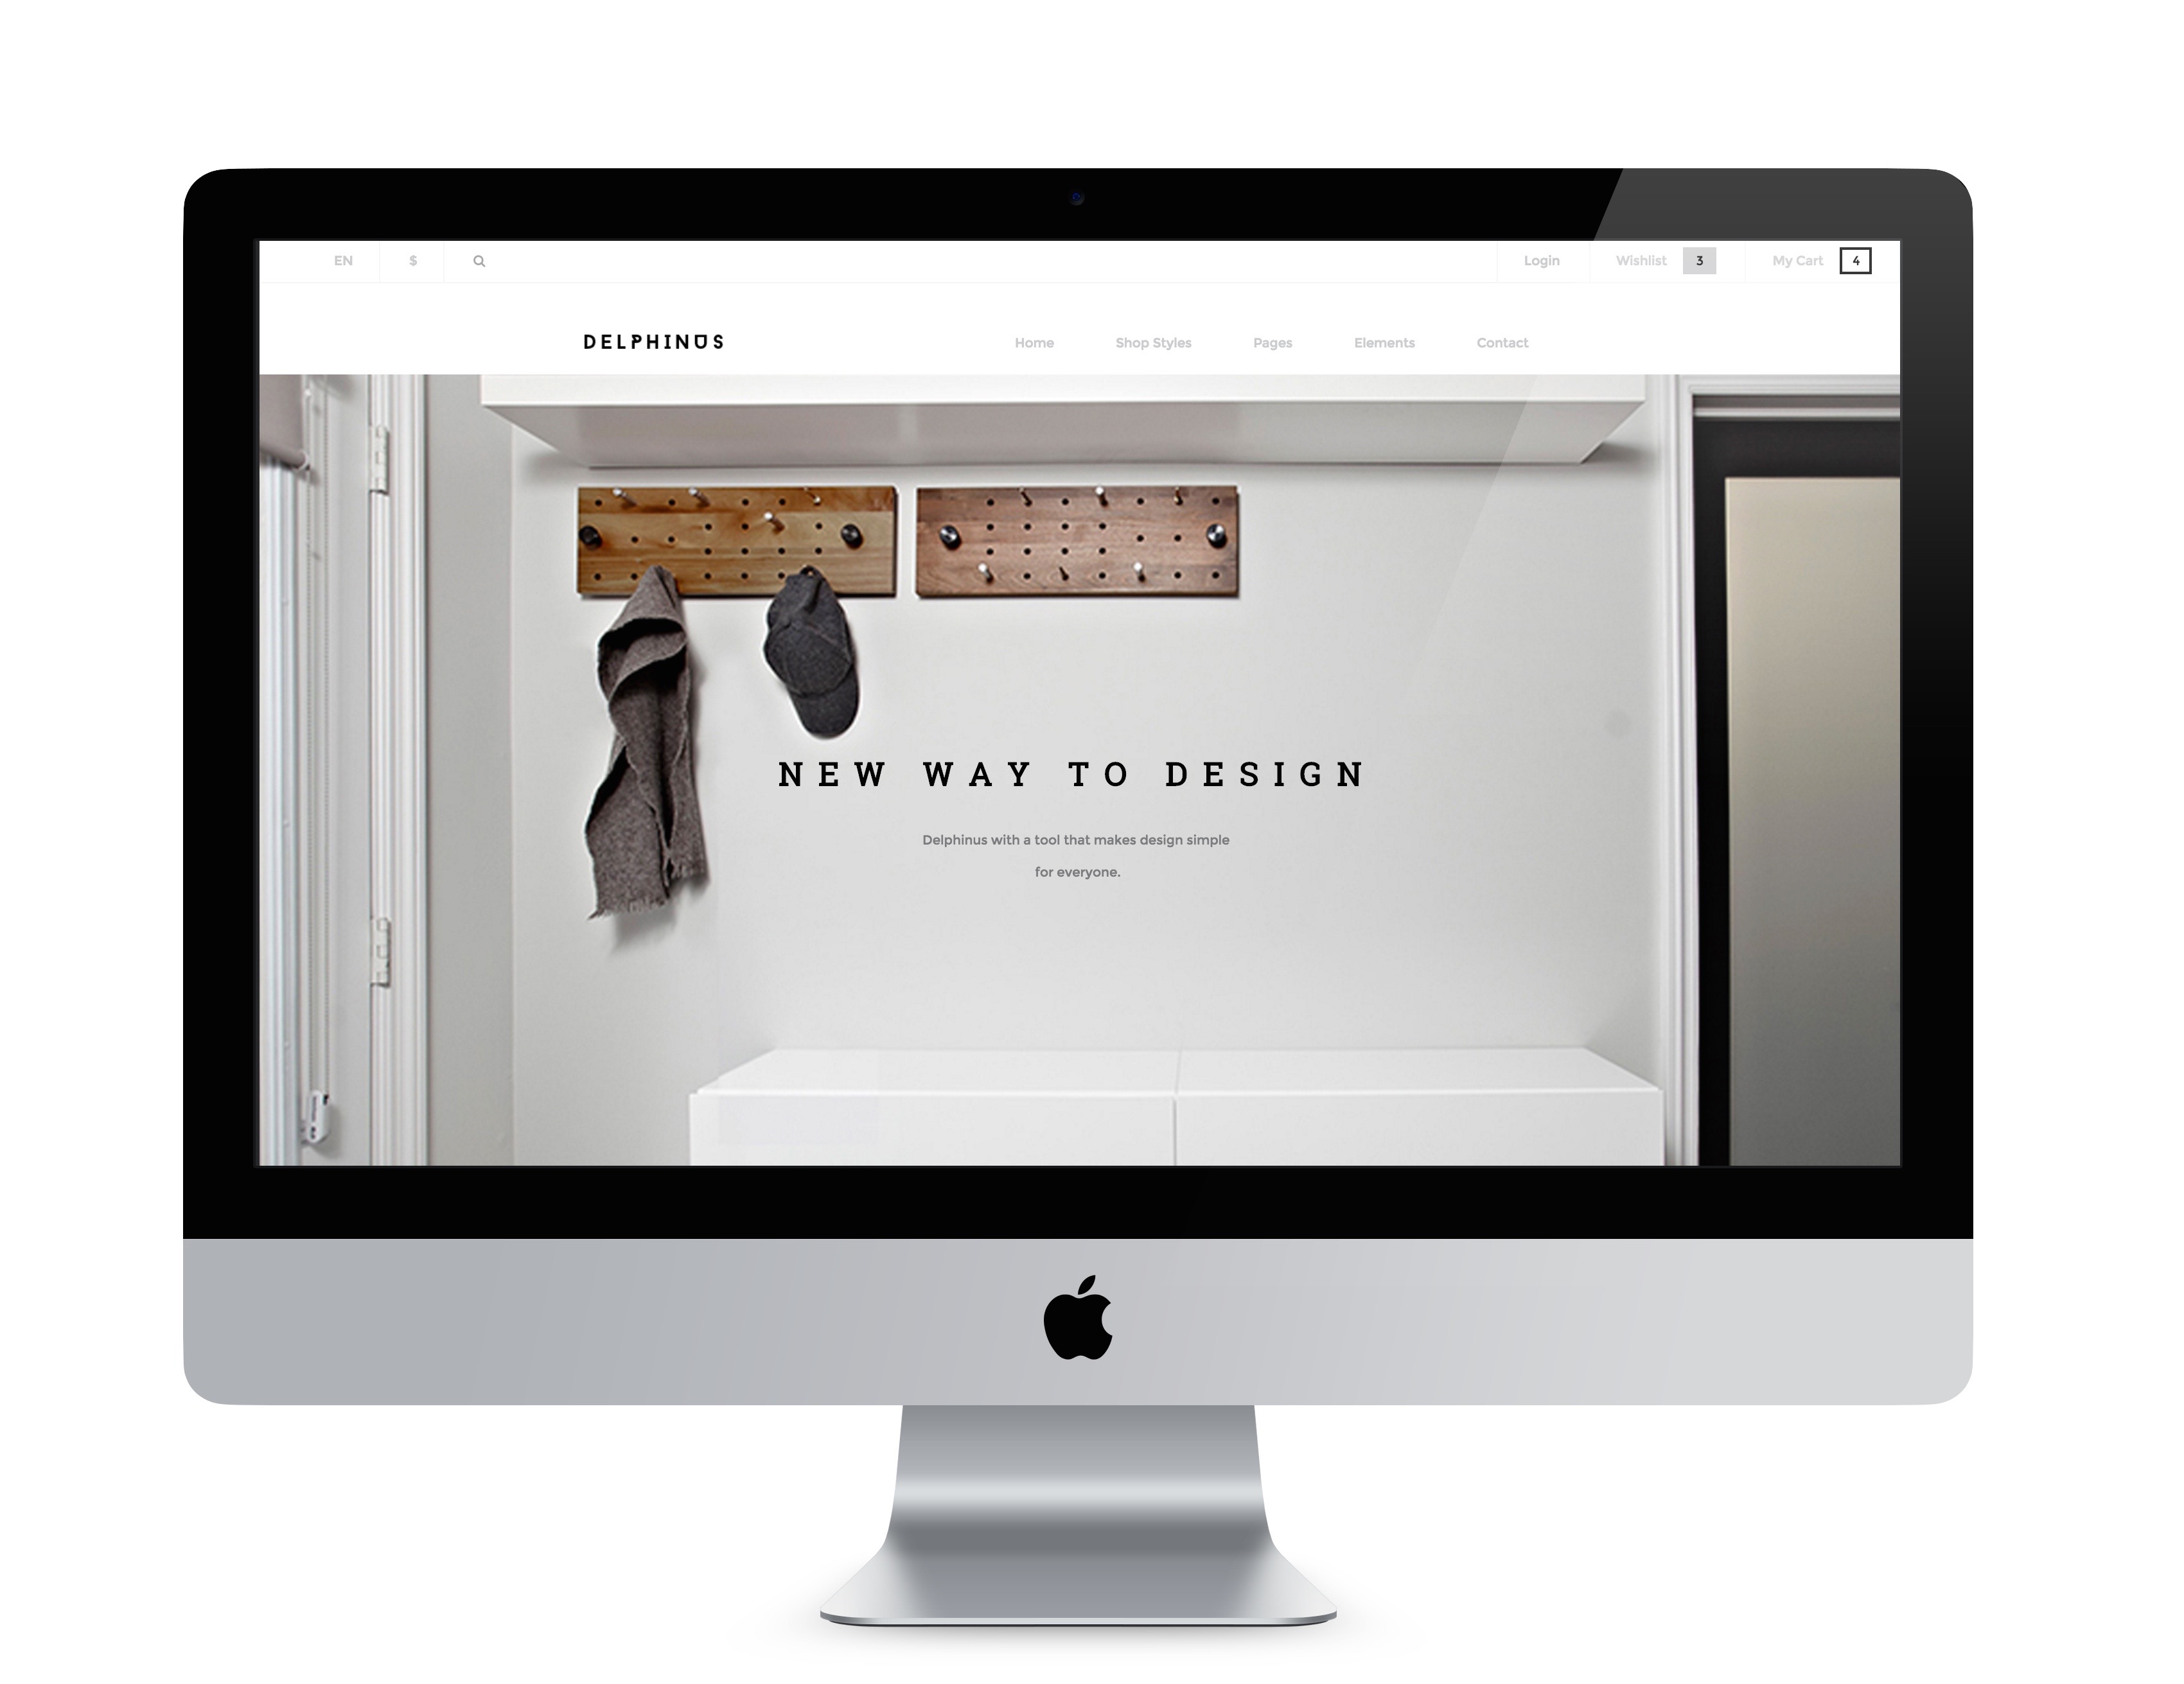 EN $ Login Wishlist 3 My Cart 4
DELPHINUS Home Shop Styles Pages Elements Contact
NEW WAY TO DESIGN
Delphinus with a tool that makes design simple
for everyone.